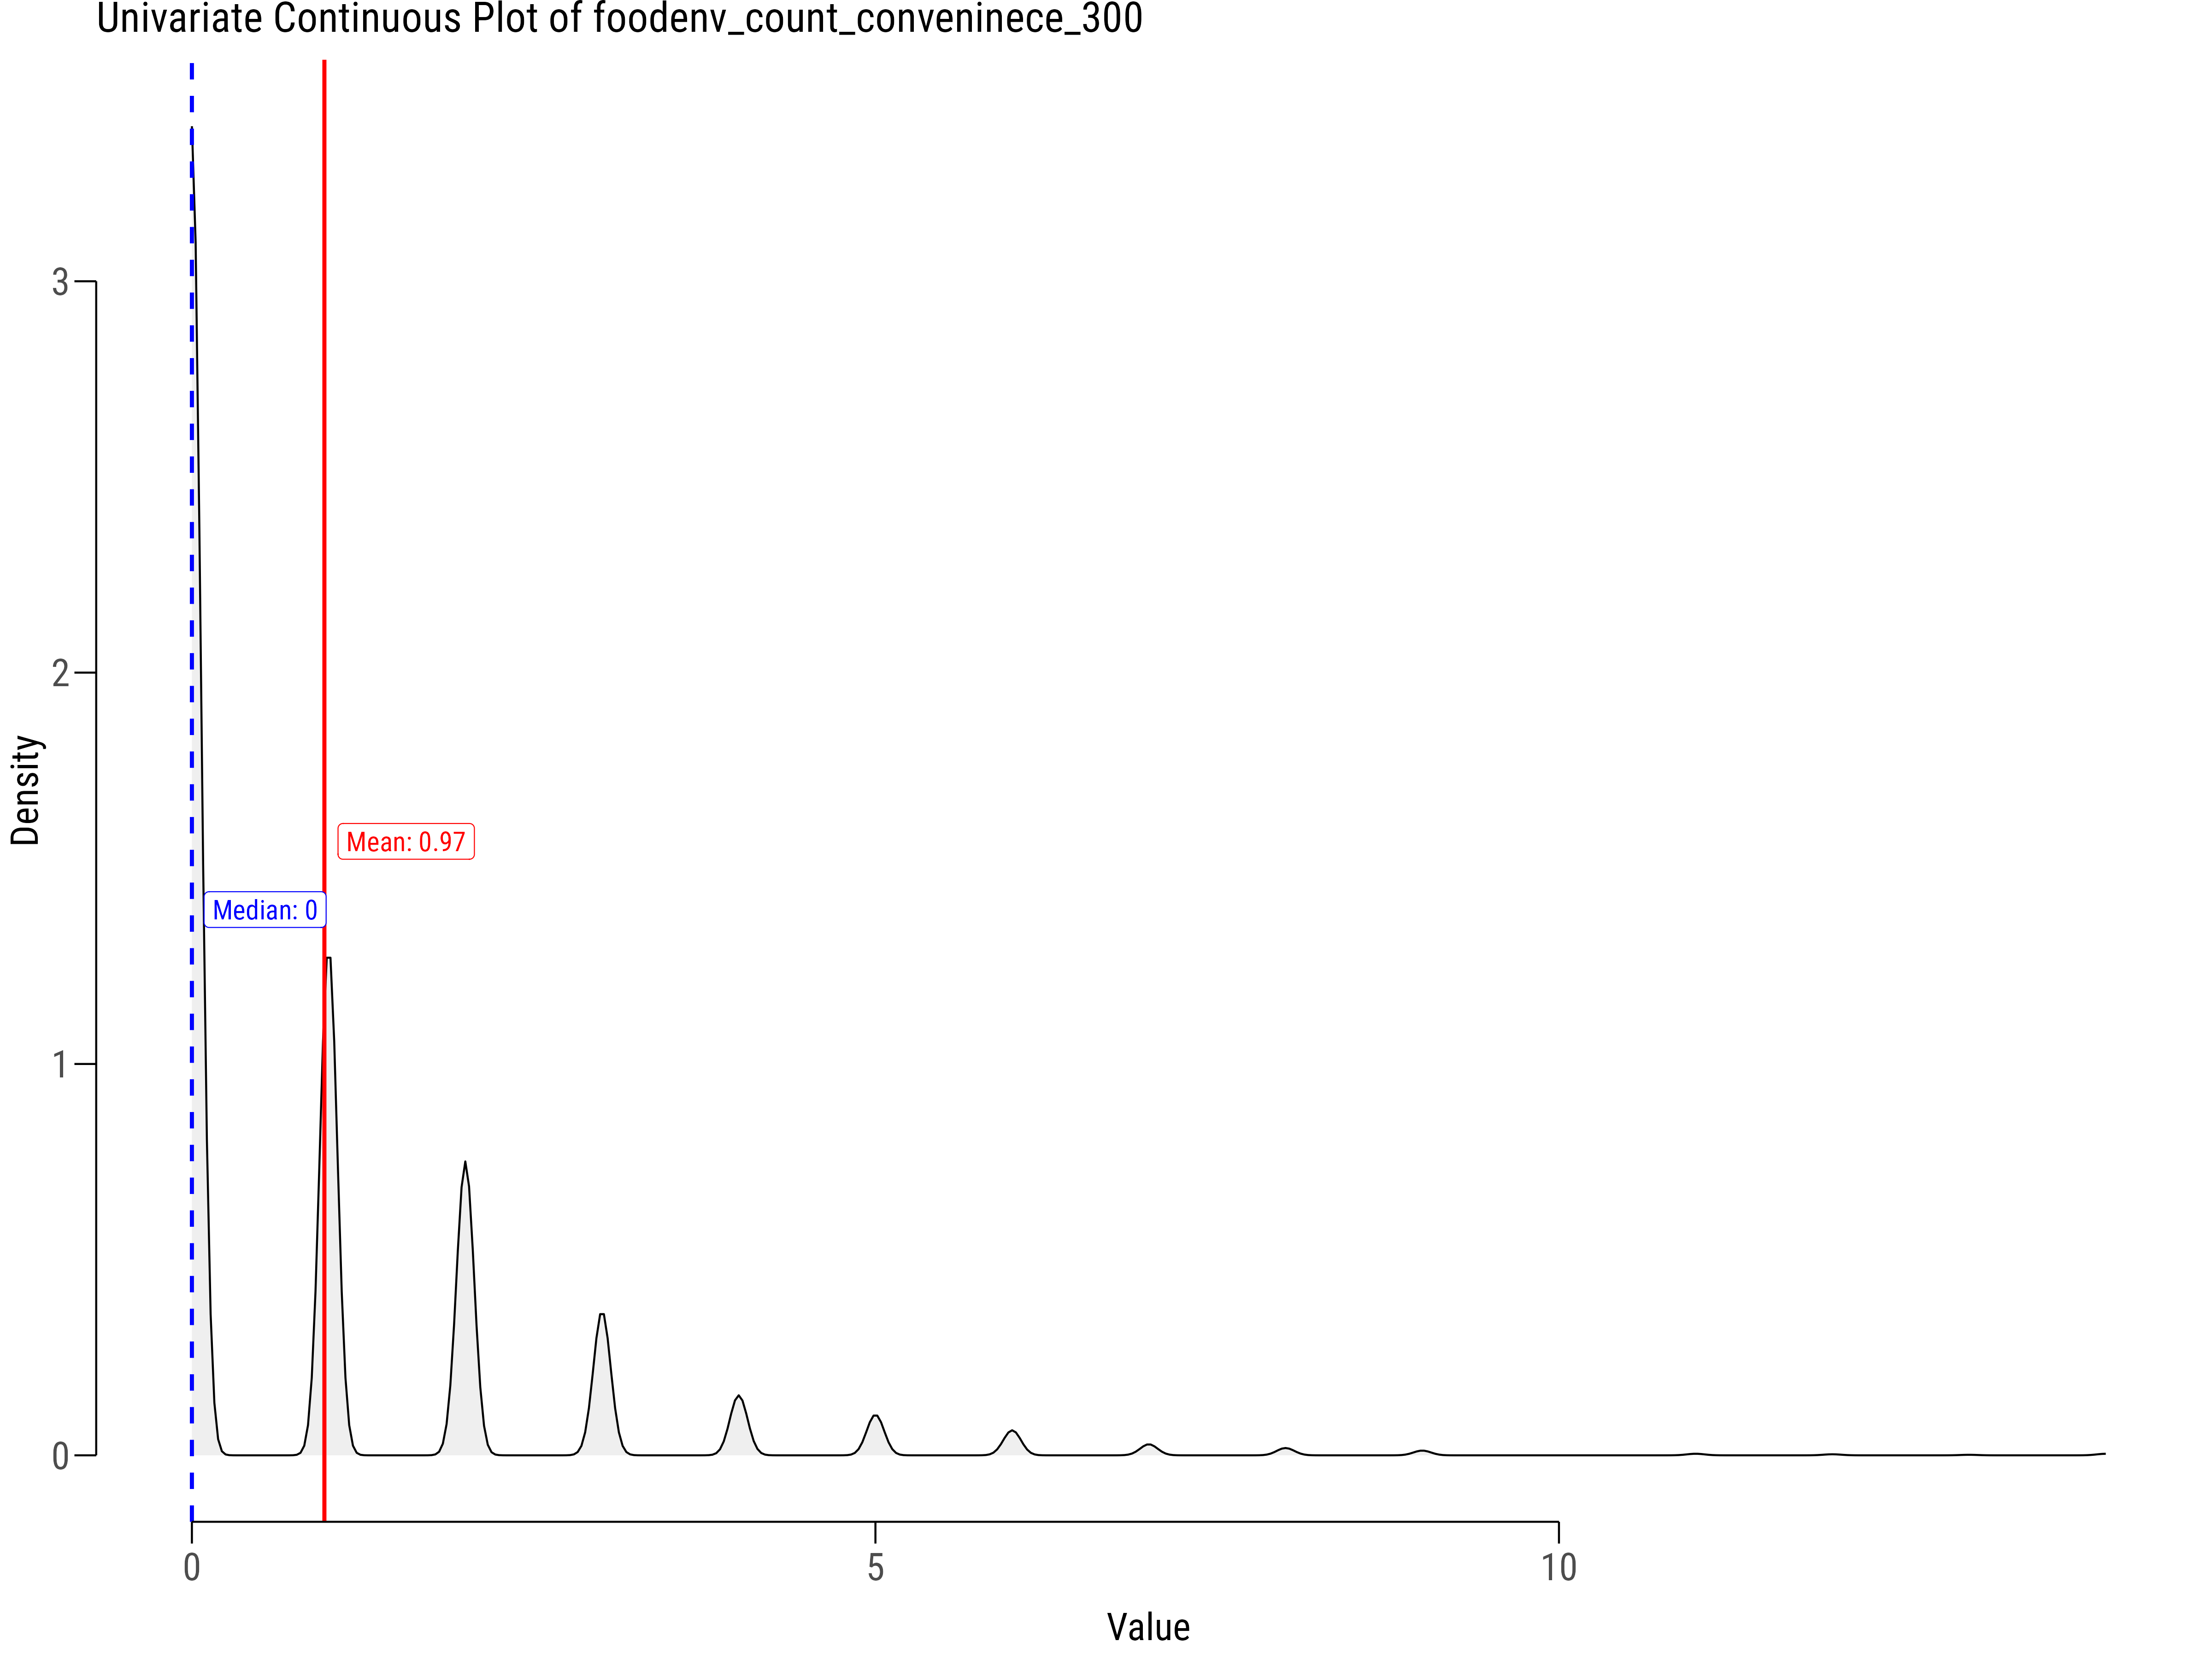 Univariate Continuous Plot of foodenv_count_conveninece_300
3
2
1
0
Density
Mean: 0.97
Median: 0
0
5
10
Value